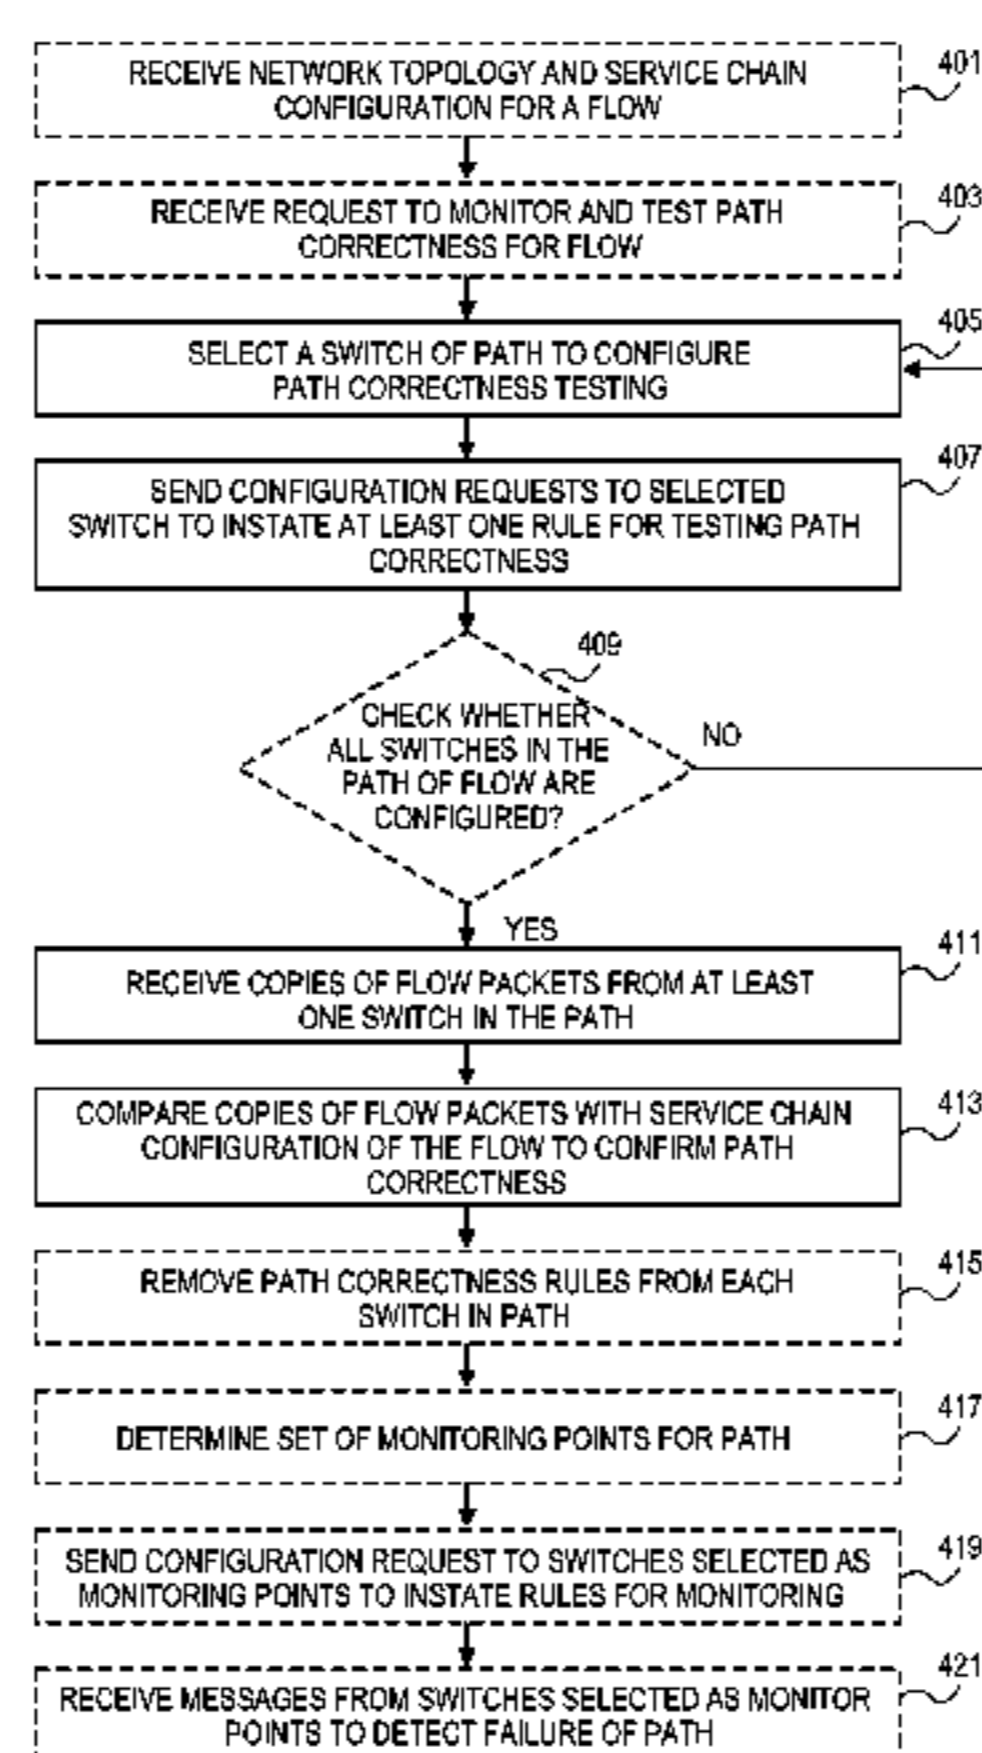 RECEIVE NETWORK TOPOLOGY AND SERVICE CHAIN
CONFIGURATION FOR A FLOW
401
RECEIVE REQUEST TO MONITOR AND TEST PATH
CORRECTNESS FOR FLOW
403
SELECT A SWITCH OF PATH TO CONFIGURE
PATH CORRECTNESS TESTING
405
SEND CONFIGURATION REQUESTS TO SELECTED
SWITCH TO INSTATE AT LEAST ONE RULE FOR TESTING PATH
CORRECTNESS
407
409
CHECK WHETHER
ALL SWITCHES IN THE
PATH OF FLOW ARE
CONFIGURED?
NO
YES
RECEIVE COPIES OF FLOW PACKETS FROM AT LEAST
ONE SWITCH IN THE PATH
411
COMPARE COPIES OF FLOW PACKETS WITH SERVICE CHAIN
CONFIGURATION OF THE FLOW TO CONFIRM PATH
CORRECTNESS
413
REMOVE PATH CORRECTNESS RULES FROM EACH
SWITCH IN PATH
415
DETERMINE SET OF MONITORING POINTS FOR PATH
417
SEND CONFIGURATION REQUEST TO SWITCHES SELECTED AS
MONITORING POINTS TO INSTATE RULES FOR MONITORING
419
RECEIVE MESSAGES FROM SWITCHES SELECTED AS MONITOR
POINTS TO DETECT FAILURE OF PATH
421